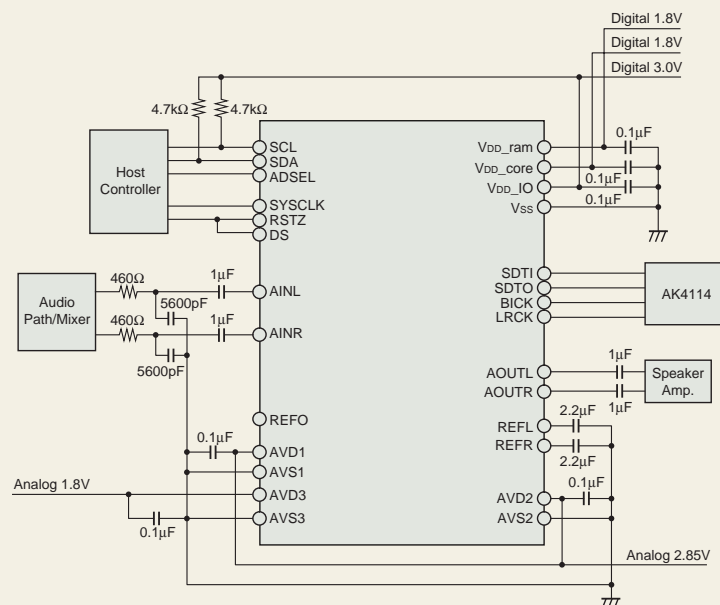 Digital 1.8V
Digital 1.8V
Digital 3.0V
4.7kΩ
4.7kΩ
Host
Controller
SCL
SDA
ADSEL
SYSCLK
RSTZ
DS
VDD_ram
VDD_core
VDD_IO
VSS
0.1µF
0.1µF
0.1µF
Audio
Path/Mixer
460Ω
5600pF
1µF
AINL
460Ω
5600pF
1µF
AINR
SDTI
SDTO
BICK
LRCK
AK4114
AOUTL
AOUTR
1µF
1µF
Speaker
Amp.
REFO
REFL
REFR
2.2µF
2.2µF
0.1µF
AVD1
AVS1
Analog 1.8V
AVD3
AVS3
0.1µF
AVD2
AVS2
0.1µF
Analog 2.85V